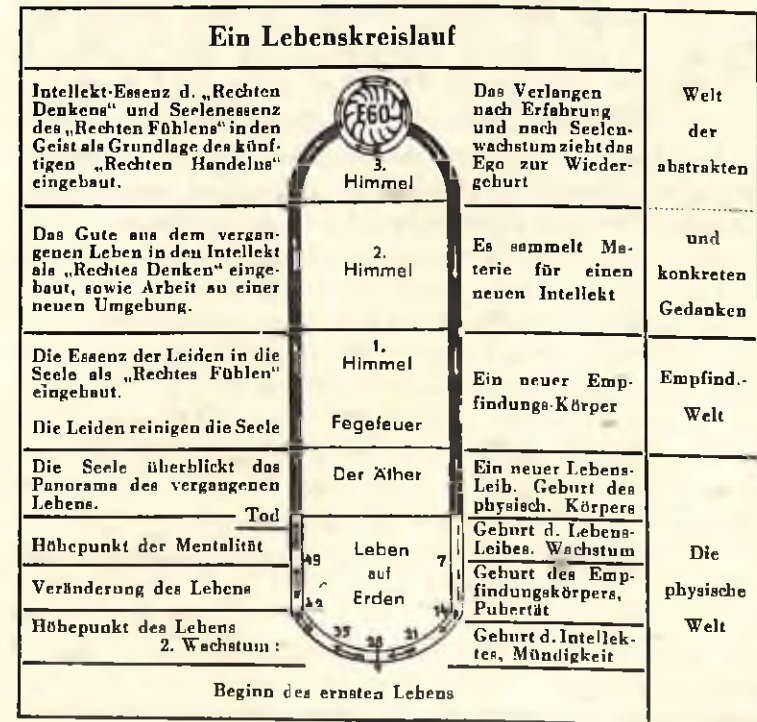 Ein Lebenskreislauf
Intellekt-Essenz d. „Rechten
Denkens" und Seelenessenz
des „Rechten Fühlens" in den
Geist als Grundlage des künf-
tigen „Rechten Handelns"
eingebaut.
EGO
3.
Himmel
Das Verlangen
nach Erfahrung
und nach Seelen-
wachstum zieht das
Ego zur Wieder-
geburt
Welt
der
abstrakten
Das Gute aus dem vergan-
genen Leben in den Intellekt
als „Rechtes Denken" einge-
baut, sowie Arbeit an einer
neuen Umgebung.
2.
Himmel
Es sammelt Ma-
terie für einen
neuen Intellekt
und
konkreten
Gedanken
Die Essenz der Leiden in die
Seele als „Rechtes Fühlen"
eingebaut.
Die Leiden reinigen die Seele
1.
Himmel
Fegefeuer
Ein neuer Emp-
findungs-Körper
Empfind.-
Welt
Die Seele überblickt das
Panorama des vergangenen
Lebens.
Tod
Der Äther
Ein neuer Lebens-
Leib. Geburt des
physisch. Körpers
Höhepunkt der Mentalität
Veränderung des Lebens
Höhepunkt des Lebens
2. Wachstum :
49
42
35
28
21
14
7
Leben
auf
Erden
Geburt d. Lebens-
Leibes. Wachstum
Geburt des Emp-
findungskörpers,
Pubertät
Geburt d. Intellek-
tes, Mündigkeit
Die
physische
Welt
Beginn des ernsten Lebens